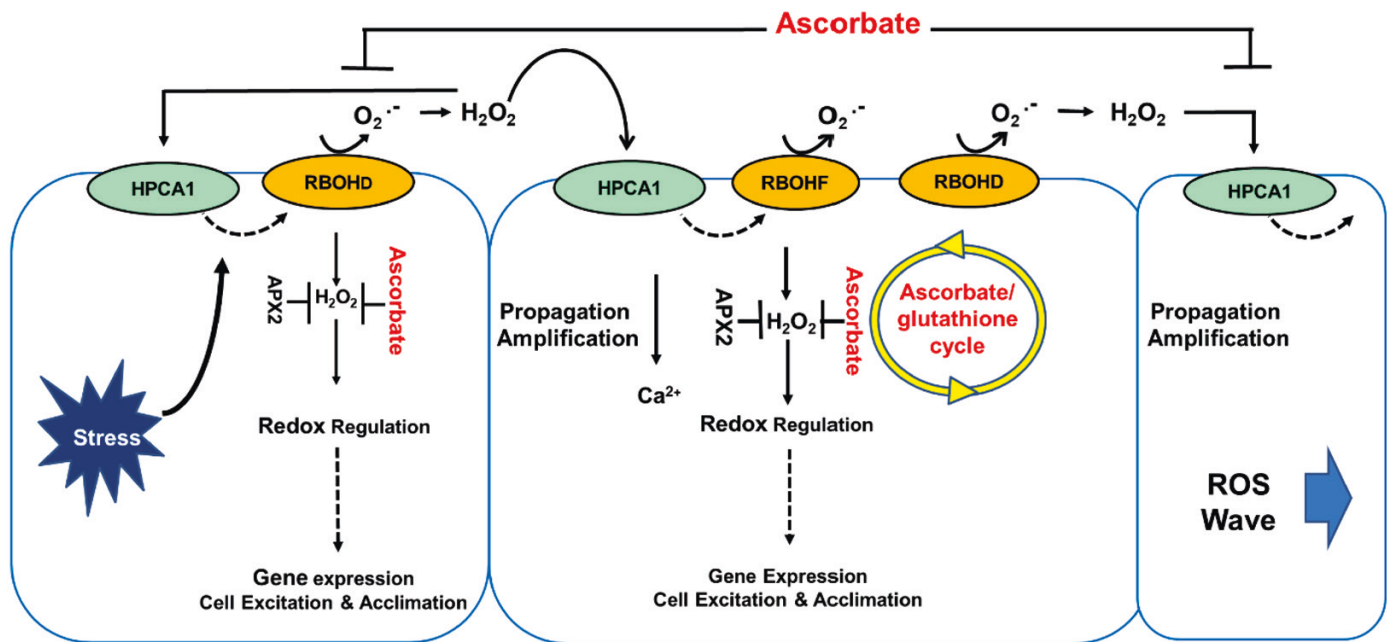 Ascorbate
O₂·⁻
H₂O₂
O₂·⁻
O₂·⁻
H₂O₂
HPCA1
RBOHD
HPCA1
RBOHF
RBOHD
HPCA1
APX2
H₂O₂
Ascorbate
Redox Regulation
Stress
Gene expression
Cell Excitation & Acclimation
Propagation
Amplification
Ca²⁺
APX2
H₂O₂
Ascorbate
Ascorbate/
glutathione
cycle
Redox Regulation
Gene Expression
Cell Excitation & Acclimation
Propagation
Amplification
ROS
Wave